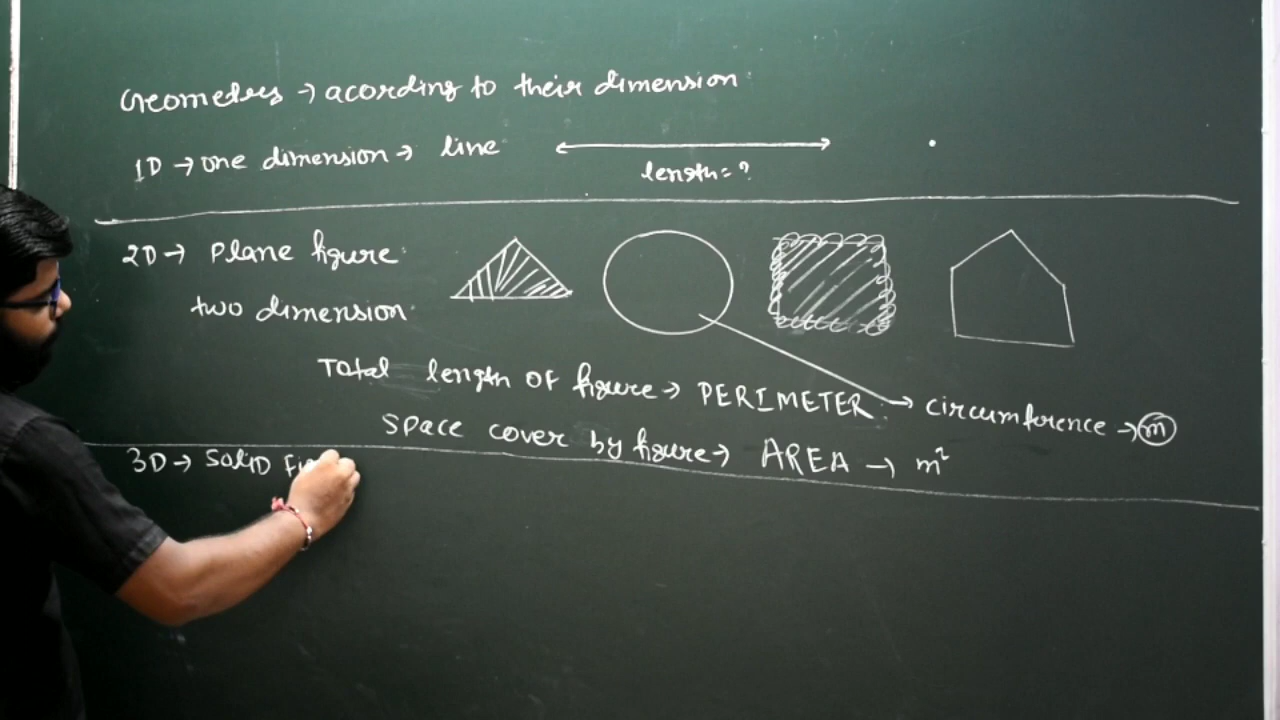 Geometres → acording to their dimension
1D → one dimension → line
length = ?
2D → Plane figure
two dimension
Total length of figure → PERIMETER → circumference → m
Space cover by figure → AREA → m²
3D → Solid